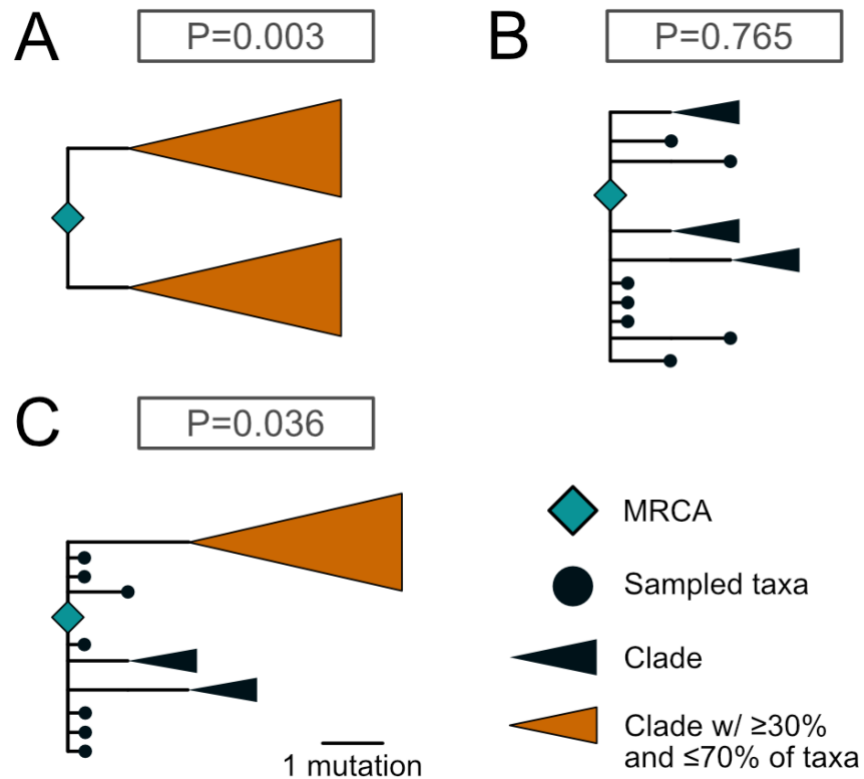 A
P=0.003
B
P=0.765
C
P=0.036
MRCA
Sampled taxa
Clade
Clade w/ ≥30%
and ≤70% of taxa
1 mutation